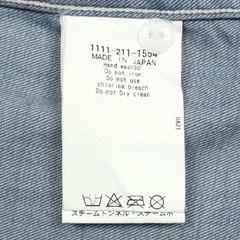 1111-211-1554
MADE IN JAPAN
Hand wash30°
Do not iron
Do not use
chlorine bleach
Do not Dry clean
UA21
スチームトンネル・スチームボ